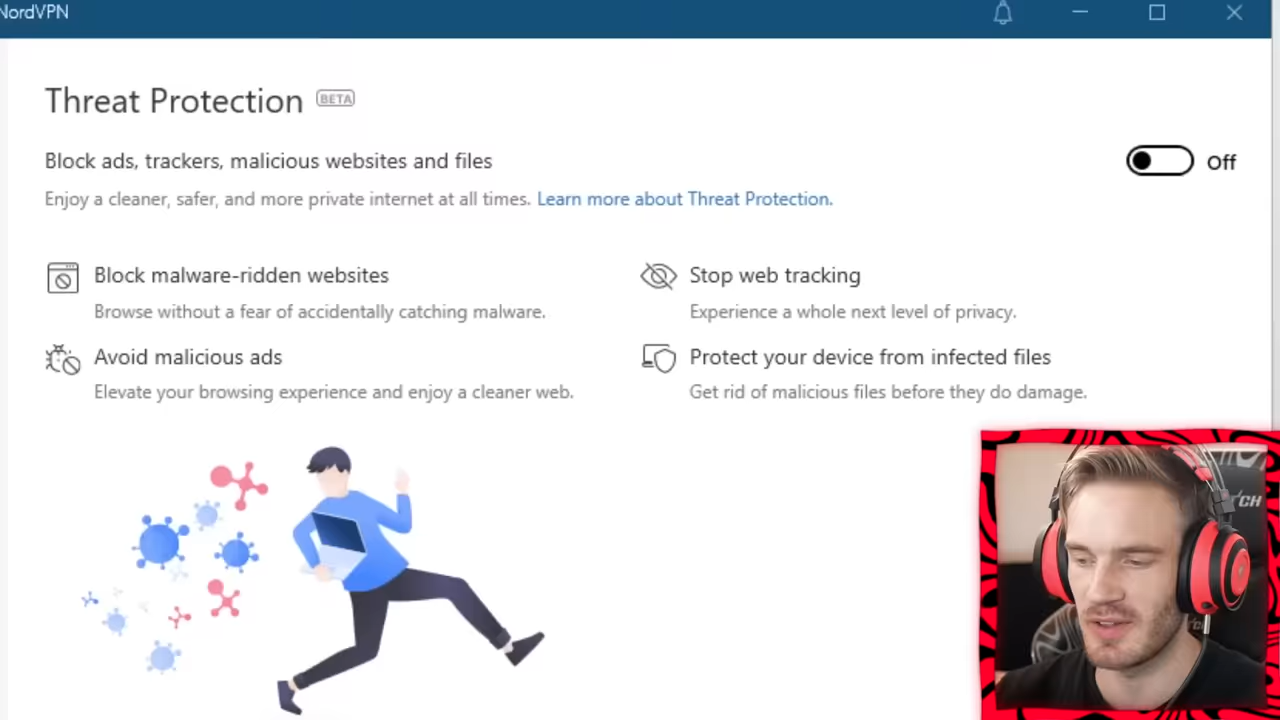 NordVPN
Threat Protection BETA
Block ads, trackers, malicious websites and files
Off
Enjoy a cleaner, safer, and more private internet at all times. Learn more about Threat Protection.
Block malware-ridden websites
Browse without a fear of accidentally catching malware.
Stop web tracking
Experience a whole next level of privacy.
Avoid malicious ads
Elevate your browsing experience and enjoy a cleaner web.
Protect your device from infected files
Get rid of malicious files before they do damage.